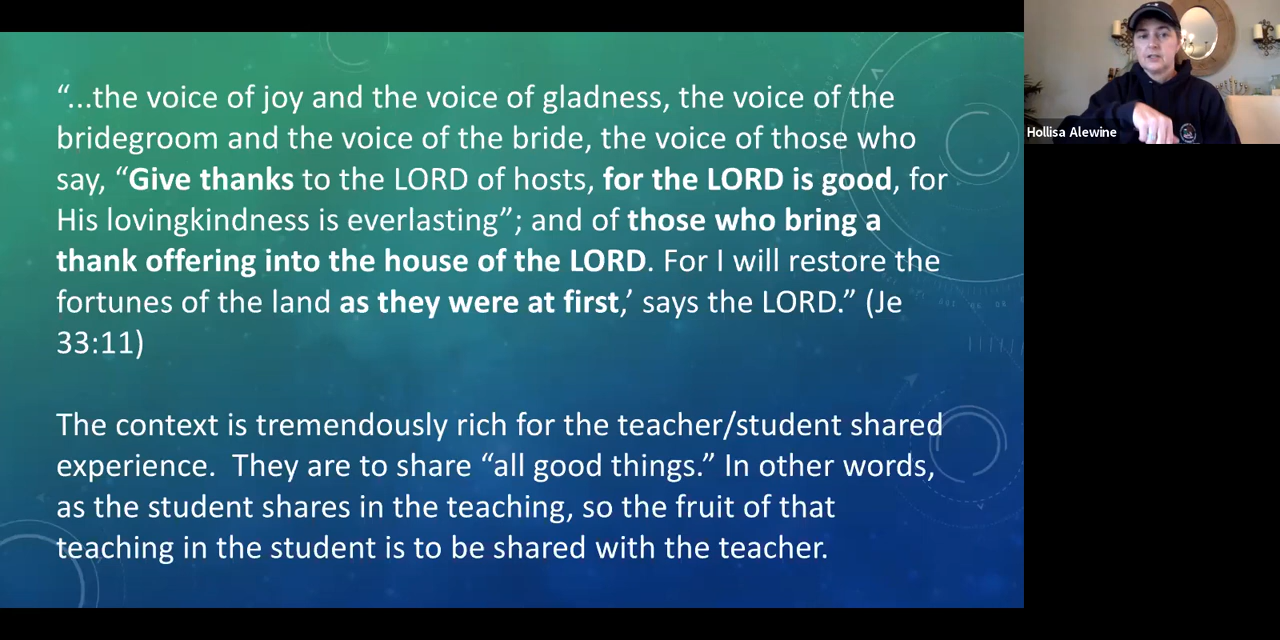 “...the voice of joy and the voice of gladness, the voice of the
bridegroom and the voice of the bride, the voice of those who
say, “Give thanks to the LORD of hosts, for the LORD is good, for
His lovingkindness is everlasting”; and of those who bring a
thank offering into the house of the LORD. For I will restore the
fortunes of the land as they were at first,’ says the LORD.” (Je
33:11)
The context is tremendously rich for the teacher/student shared
experience.  They are to share “all good things.” In other words,
as the student shares in the teaching, so the fruit of that
teaching in the student is to be shared with the teacher.
Hollisa Alewine